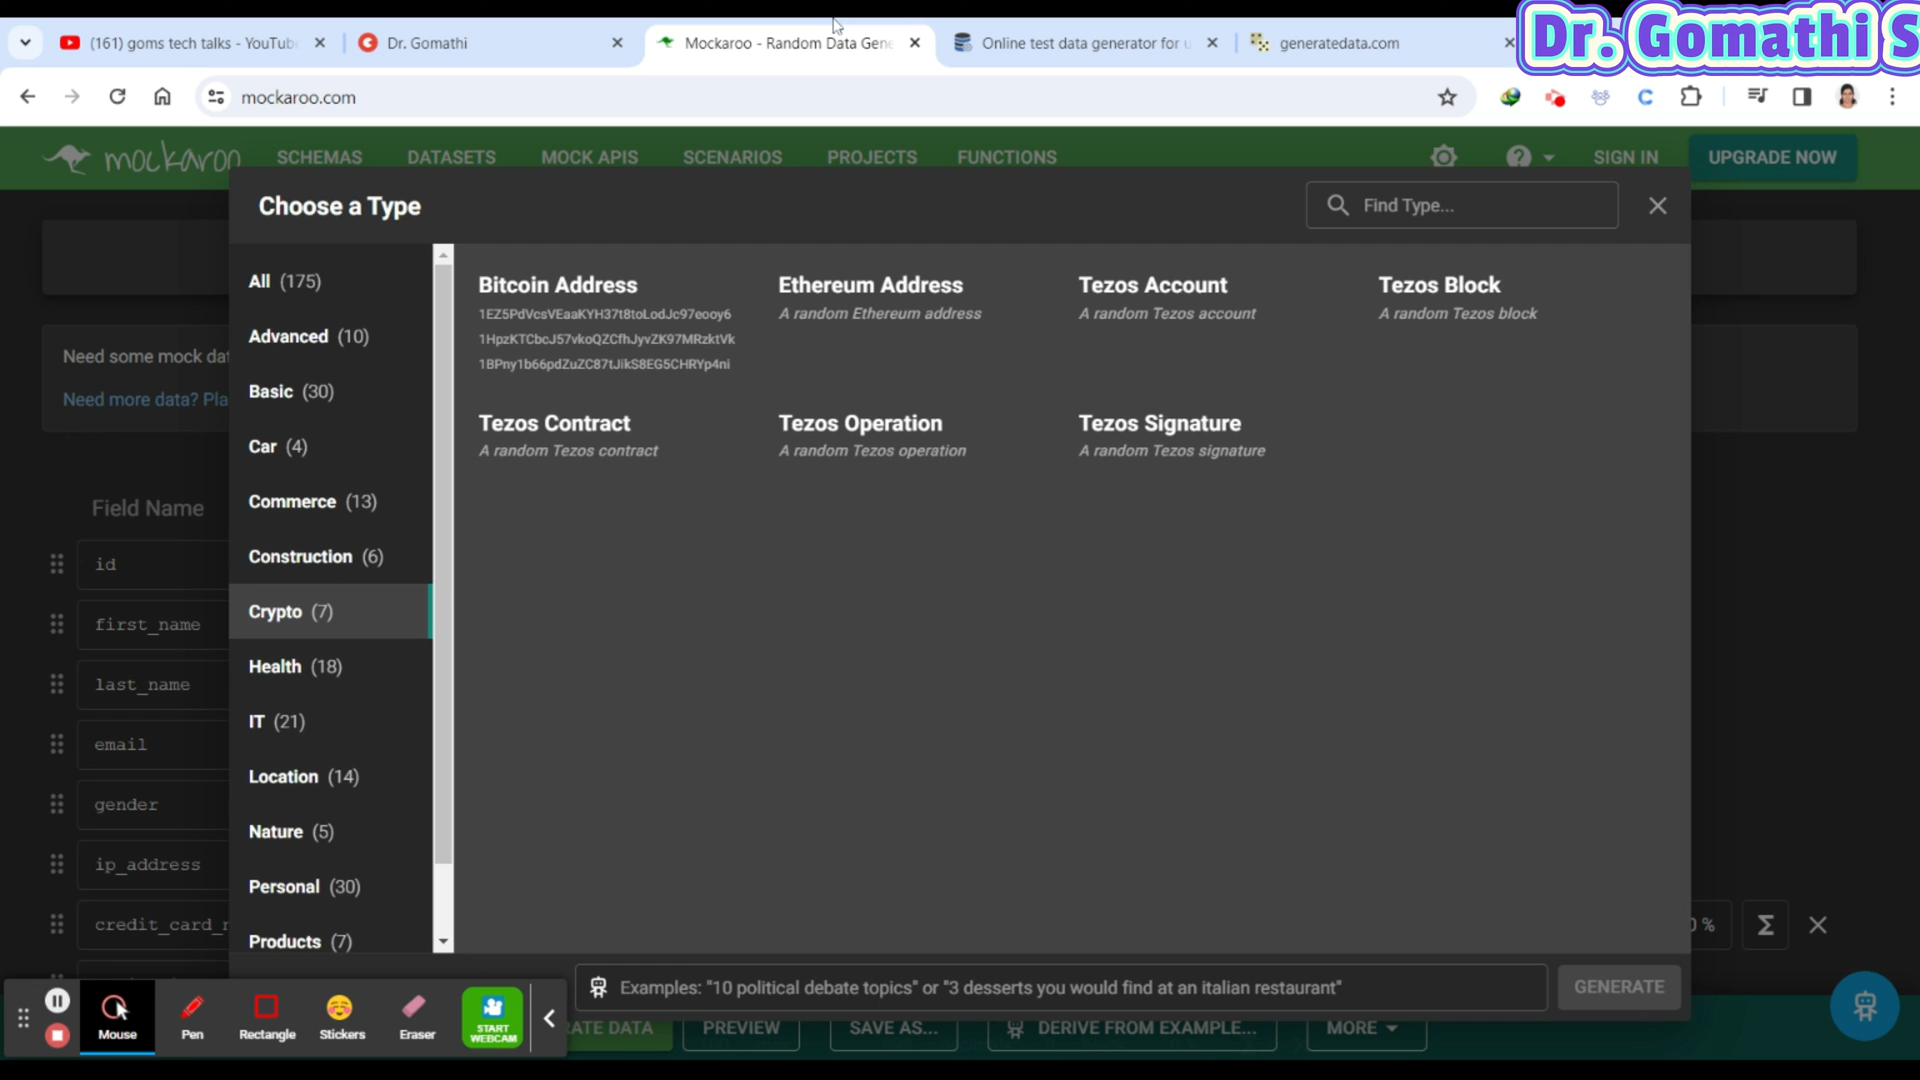 (161) goms tech talks - YouTube
Dr. Gomathi
Mockaroo - Random Data Gene
Online test data generator for u
generatedata.com
Dr. Gomathi S
mockaroo.com
mockaroo
SCHEMAS
DATASETS
MOCK APIS
SCENARIOS
PROJECTS
FUNCTIONS
SIGN IN
UPGRADE NOW
Choose a Type
Find Type...
All (175)
Advanced (10)
Basic (30)
Car (4)
Commerce (13)
Construction (6)
Crypto (7)
Health (18)
IT (21)
Location (14)
Nature (5)
Personal (30)
Products (7)
Bitcoin Address
1EZ5PdVcsVEaaKYH37t8toLodJc97eooy6
1HpzKTCbcJ57vkoQZCfhJyvZK97MRzktVk
1BPny1b66pdZuZC87tJikS8EG5CHRYp4ni
Ethereum Address
A random Ethereum address
Tezos Account
A random Tezos account
Tezos Block
A random Tezos block
Tezos Contract
A random Tezos contract
Tezos Operation
A random Tezos operation
Tezos Signature
A random Tezos signature
Need some mock dat
Need more data? Pla
Field Name
id
first_name
last_name
email
gender
ip_address
credit_card_r
%
Examples: "10 political debate topics" or "3 desserts you would find at an italian restaurant"
GENERATE
Mouse
Pen
Rectangle
Stickers
Eraser
START
WEBCAM
RATE DATA
PREVIEW
SAVE AS...
DERIVE FROM EXAMPLE...
MORE